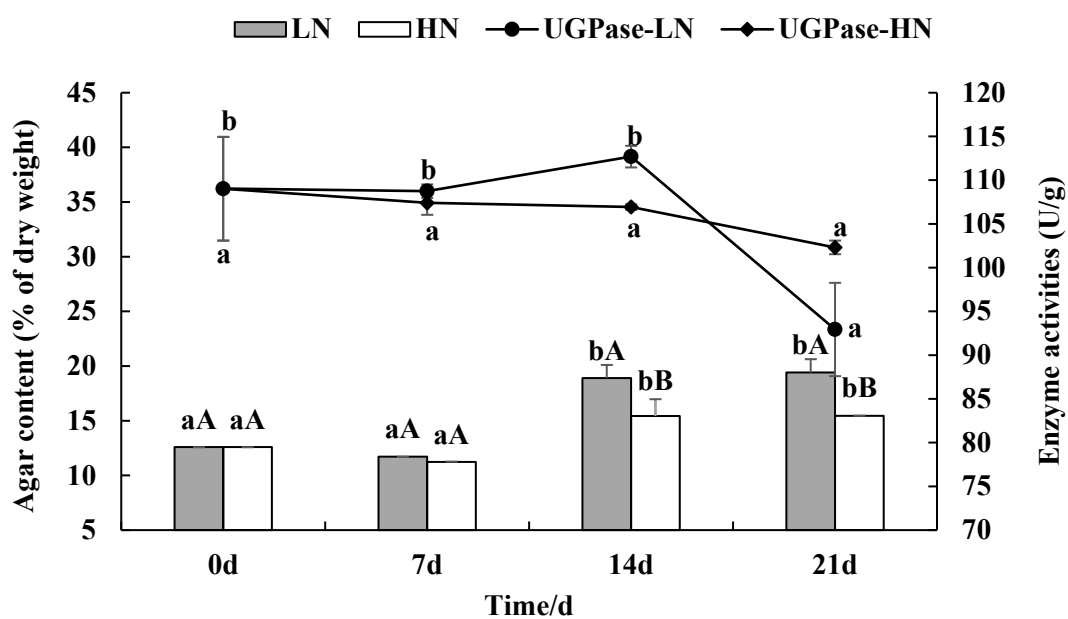 LN HN UGPase-LN UGPase-HN
Agar content (% of dry weight)
45
40
35
30
25
20
15
10
5
b
a
b
a
b
a
a
a
aA aA
aA aA
bA
bB
bA
bB
120
115
110
105
100
95
90
85
80
75
70
Enzyme activities (U/g)
0d 7d 14d 21d
Time/d